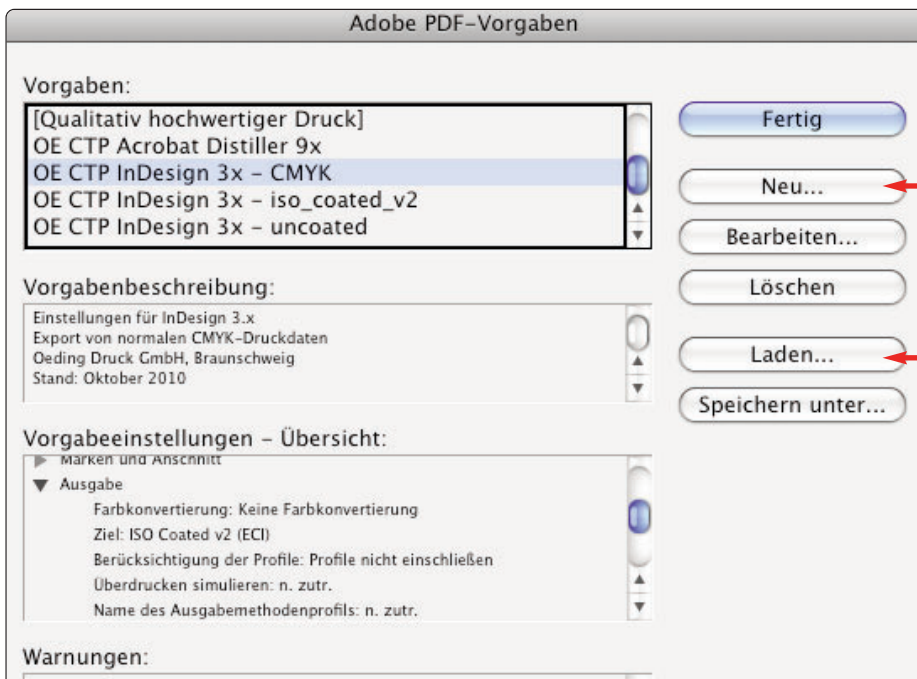 Adobe PDF-Vorgaben
Vorgaben:
[Qualitativ hochwertiger Druck]
OE CTP Acrobat Distiller 9x
OE CTP InDesign 3x – CMYK
OE CTP InDesign 3x – iso_coated_v2
OE CTP InDesign 3x – uncoated
Fertig
Neu...
Bearbeiten...
Löschen
Laden...
Speichern unter...
Vorgabenbeschreibung:
Einstellungen für InDesign 3.x
Export von normalen CMYK-Druckdaten
Oeding Druck GmbH, Braunschweig
Stand: Oktober 2010
Vorgabeeinstellungen – Übersicht:
Marken und Anschnitt
Ausgabe
Farbkonvertierung: Keine Farbkonvertierung
Ziel: ISO Coated v2 (ECI)
Berücksichtigung der Profile: Profile nicht einschließen
Überdrucken simulieren: n. zutr.
Name des Ausgabemethodenprofils: n. zutr.
Warnungen: